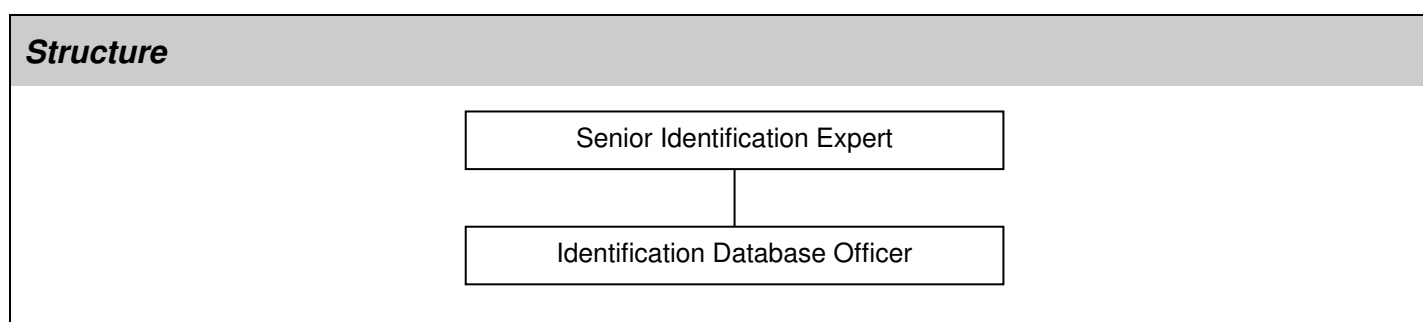 Structure
Senior Identification Expert
Identification Database Officer